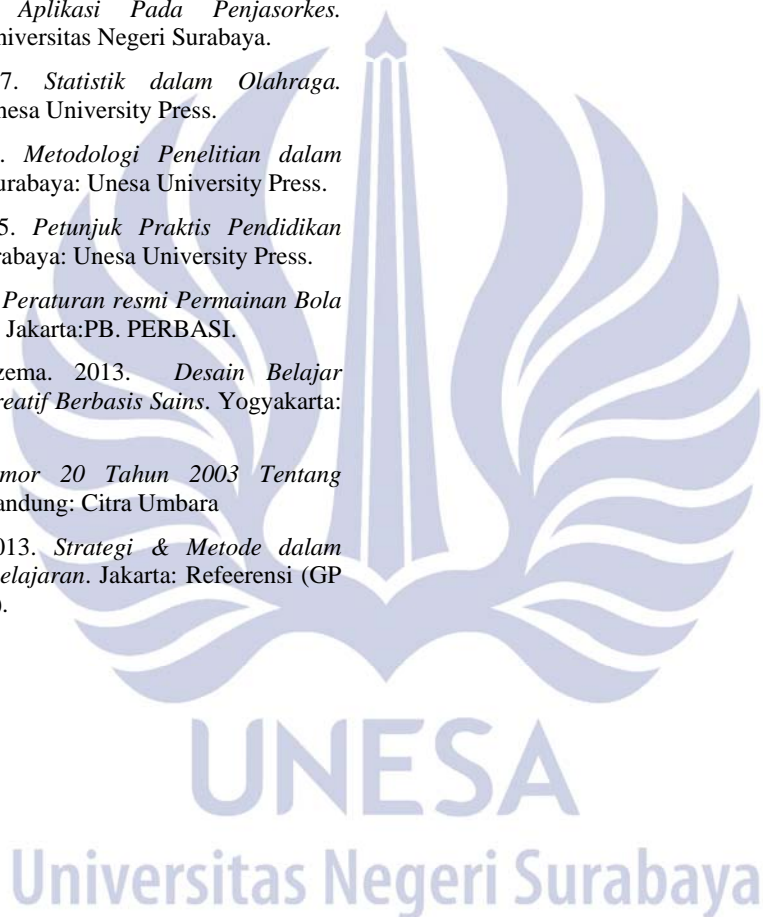 Aplikasi Pada Penjasorkes.
niversitas Negeri Surabaya.
7. Statistik dalam Olahraga.
nesa University Press.
. Metodologi Penelitian dalam
urabaya: Unesa University Press.
5. Petunjuk Praktis Pendidikan
rabaya: Unesa University Press.
Peraturan resmi Permainan Bola
Jakarta:PB. PERBASI.
zema. 2013. Desain Belajar
reatif Berbasis Sains. Yogyakarta:
mor 20 Tahun 2003 Tentang
andung: Citra Umbara
013. Strategi & Metode dalam
elajaran. Jakarta: Refeerensi (GP
).
UNESA
Universitas Negeri Surabaya